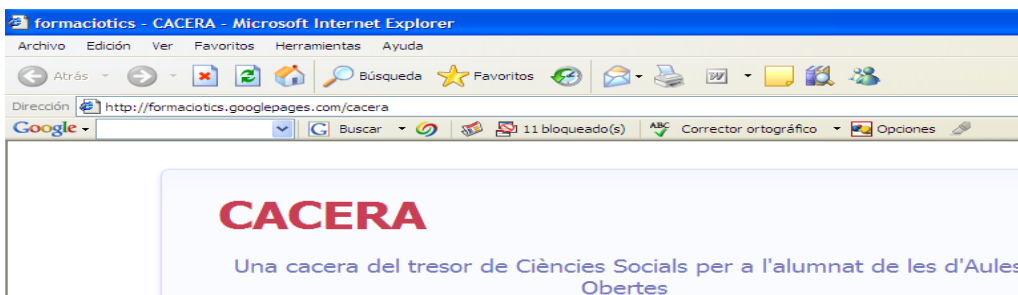 formaciotics - CACERA - Microsoft Internet Explorer
Archivo Edición Ver Favoritos Herramientas Ayuda
Atrás Búsqueda Favoritos
Dirección http://formaciotics.googlepages.com/cacera
Google Buscar 11 bloqueado(s) ABC Corrector ortográfico Opciones
CACERA
Una cacera del tresor de Ciències Socials per a l'alumnat de les d'Aules
Obertes